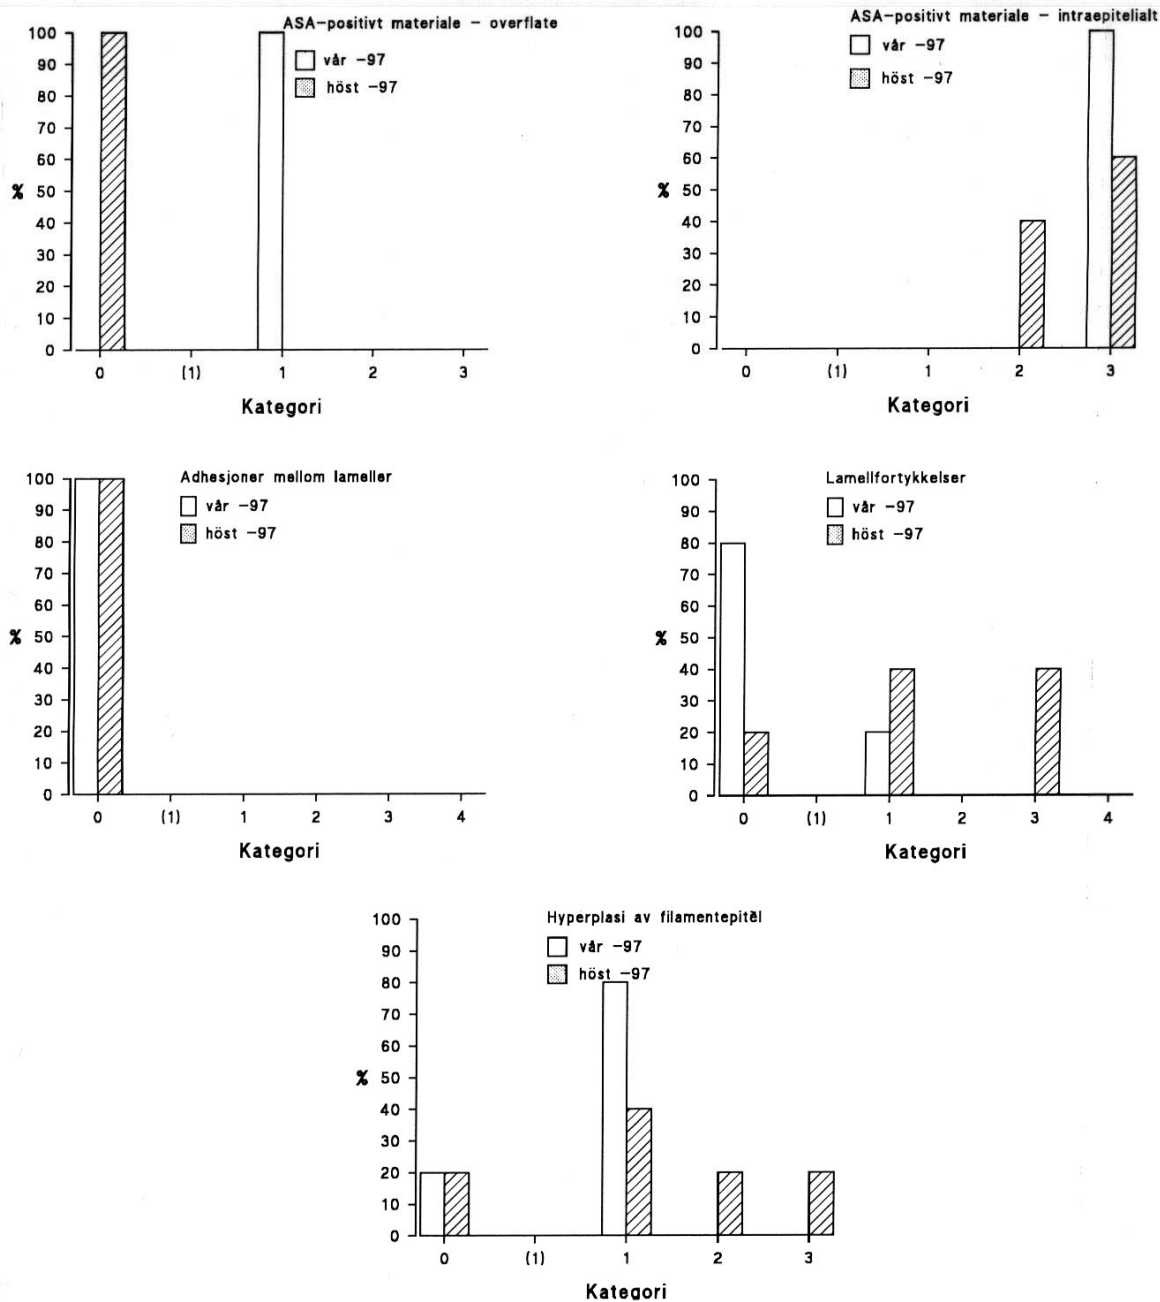 ASA-positivt materiale - overflate
vår -97
höst -97
100
90
80
70
60
50
40
30
20
10
0
%
0 (1) 1 2 3
Kategori
ASA-positivt materiale - intraepitelialt
vår -97
höst -97
100
90
80
70
60
50
40
30
20
10
0
%
0 (1) 1 2 3
Kategori
Adhesjoner mellom lameller
vår -97
höst -97
100
90
80
70
60
50
40
30
20
10
0
%
0 (1) 1 2 3 4
Kategori
Lamellfortykkelser
vår -97
höst -97
100
90
80
70
60
50
40
30
20
10
0
%
0 (1) 1 2 3 4
Kategori
Hyperplasi av filamentepitèl
vår -97
höst -97
100
90
80
70
60
50
40
30
20
10
0
%
0 (1) 1 2 3
Kategori